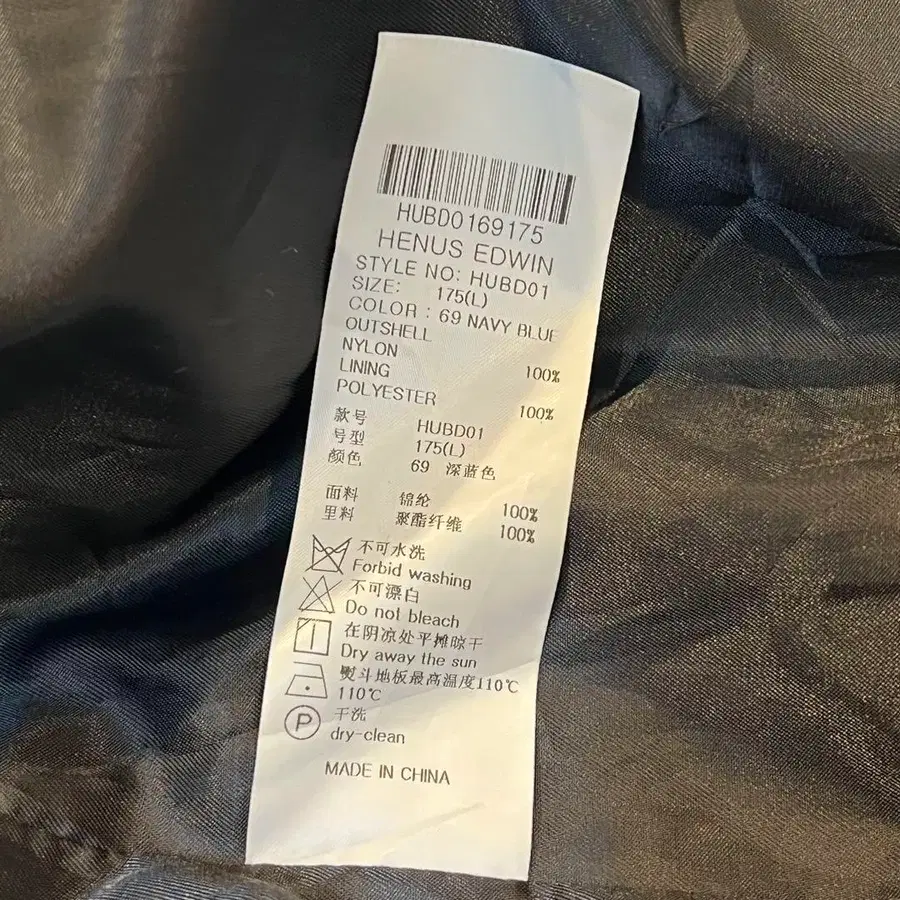 HUBD0169175
HENUS EDWIN
STYLE NO: HUBD01
SIZE: 175(L)
COLOR : 69 NAVY BLUE
OUTSHELL
NYLON 100%
LINING
POLYESTER 100%
款号 HUBD01
号型 175(L)
颜色 69 深蓝色
面料 锦纶 100%
里料 聚酯纤维 100%
不可水洗
Forbid washing
不可漂白
Do not bleach
在阴凉处平摊晾干
Dry away the sun
熨斗地板最高温度110℃
110℃
P 干洗
dry-clean
MADE IN CHINA